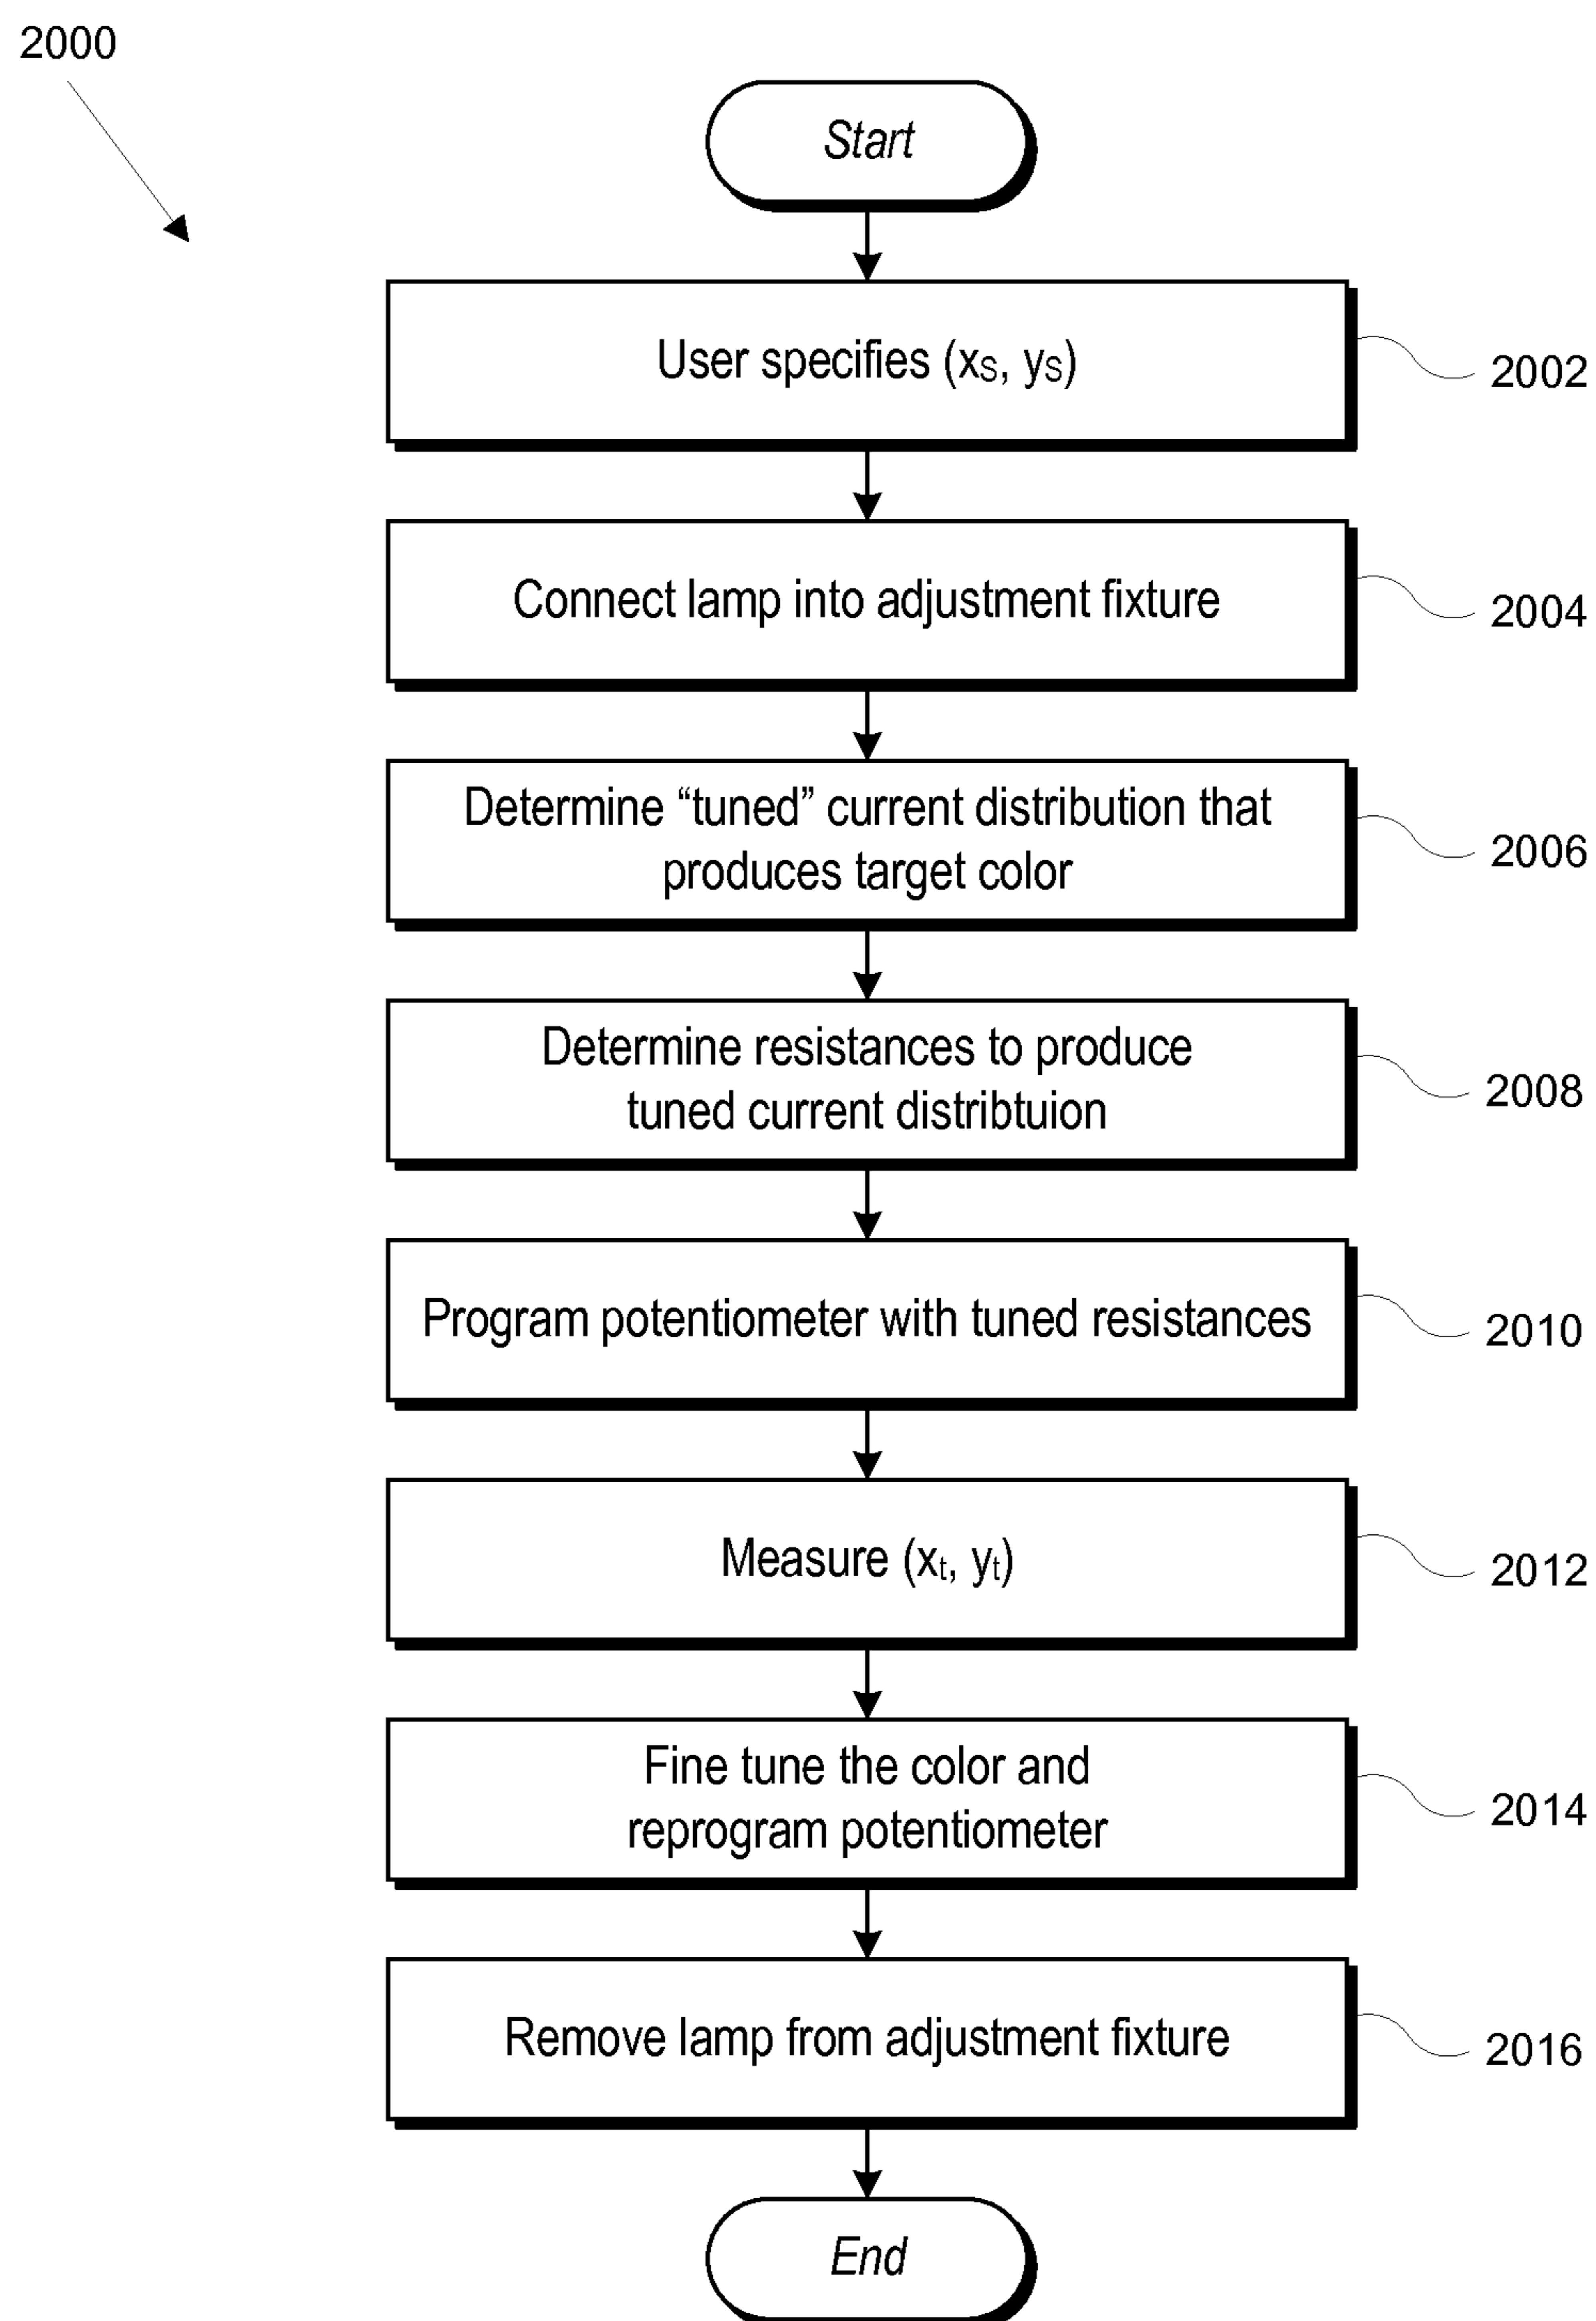 2000
Start
User specifies (xS, yS)
2002
Connect lamp into adjustment fixture
2004
Determine “tuned” current distribution that
produces target color
2006
Determine resistances to produce
tuned current distribtuion
2008
Program potentiometer with tuned resistances
2010
Measure (xt, yt)
2012
Fine tune the color and
reprogram potentiometer
2014
Remove lamp from adjustment fixture
2016
End